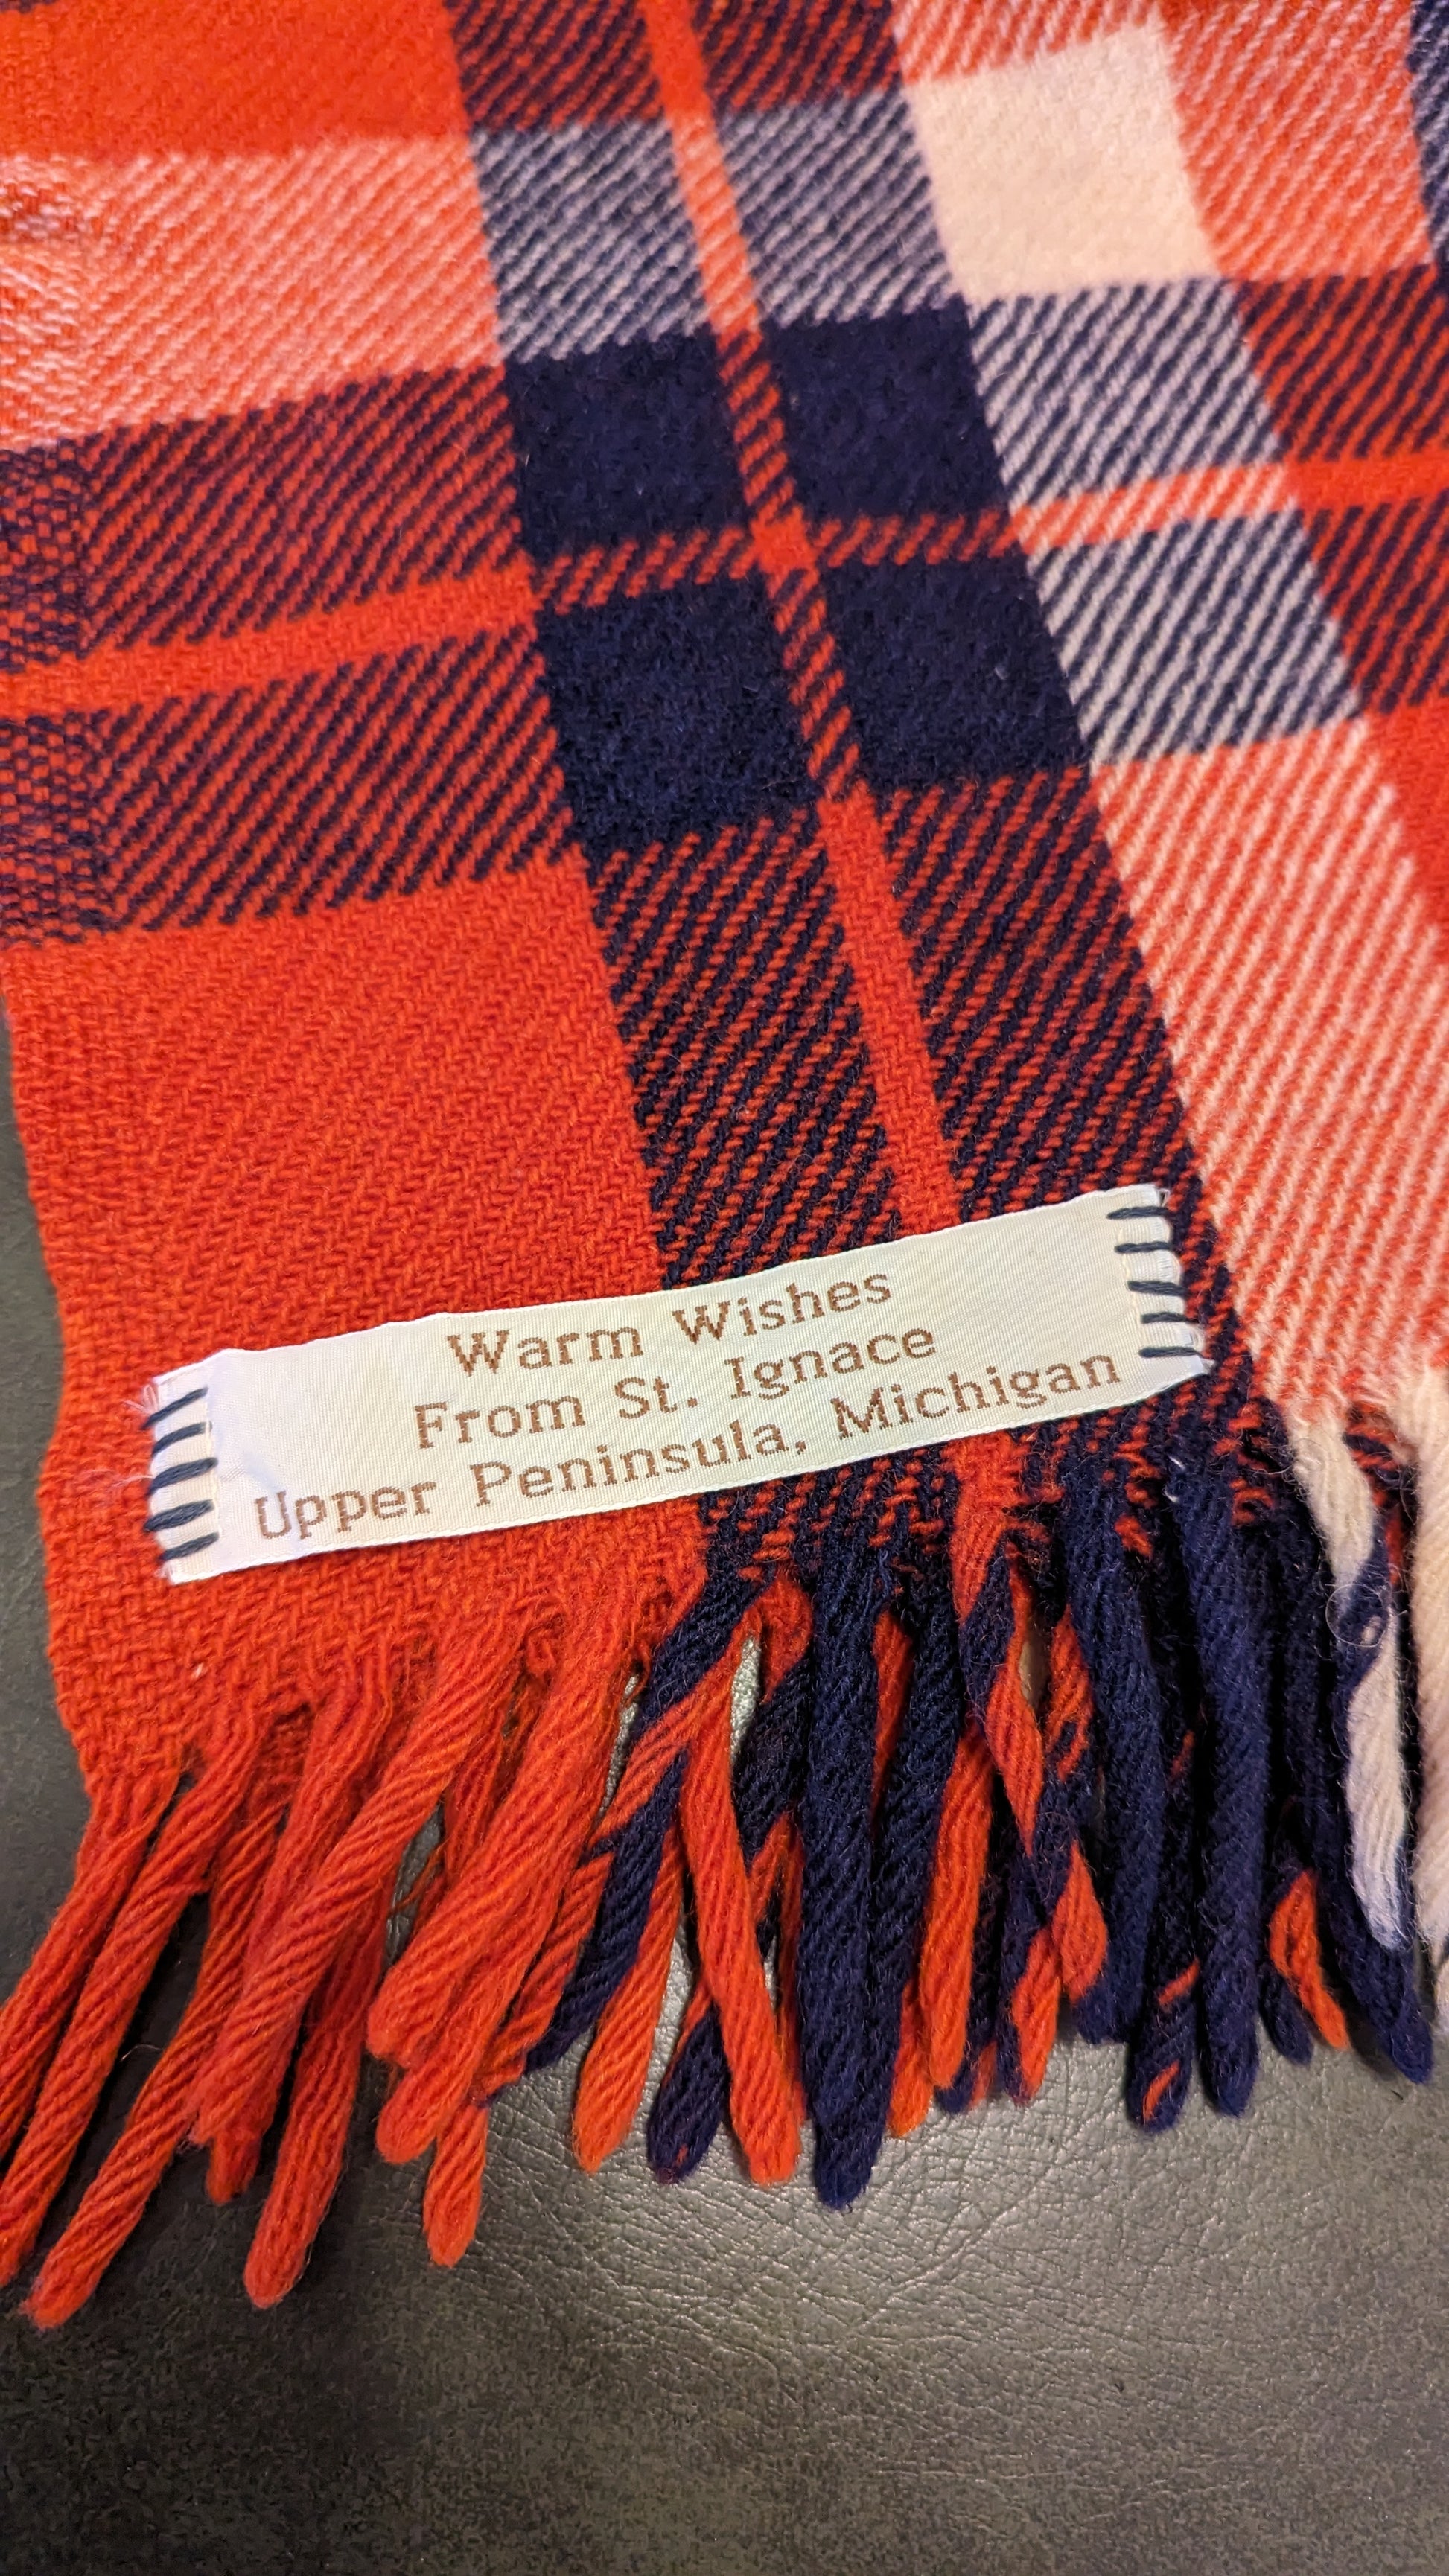 Warm Wishes
From St. Ignace
Upper Peninsula, Michigan